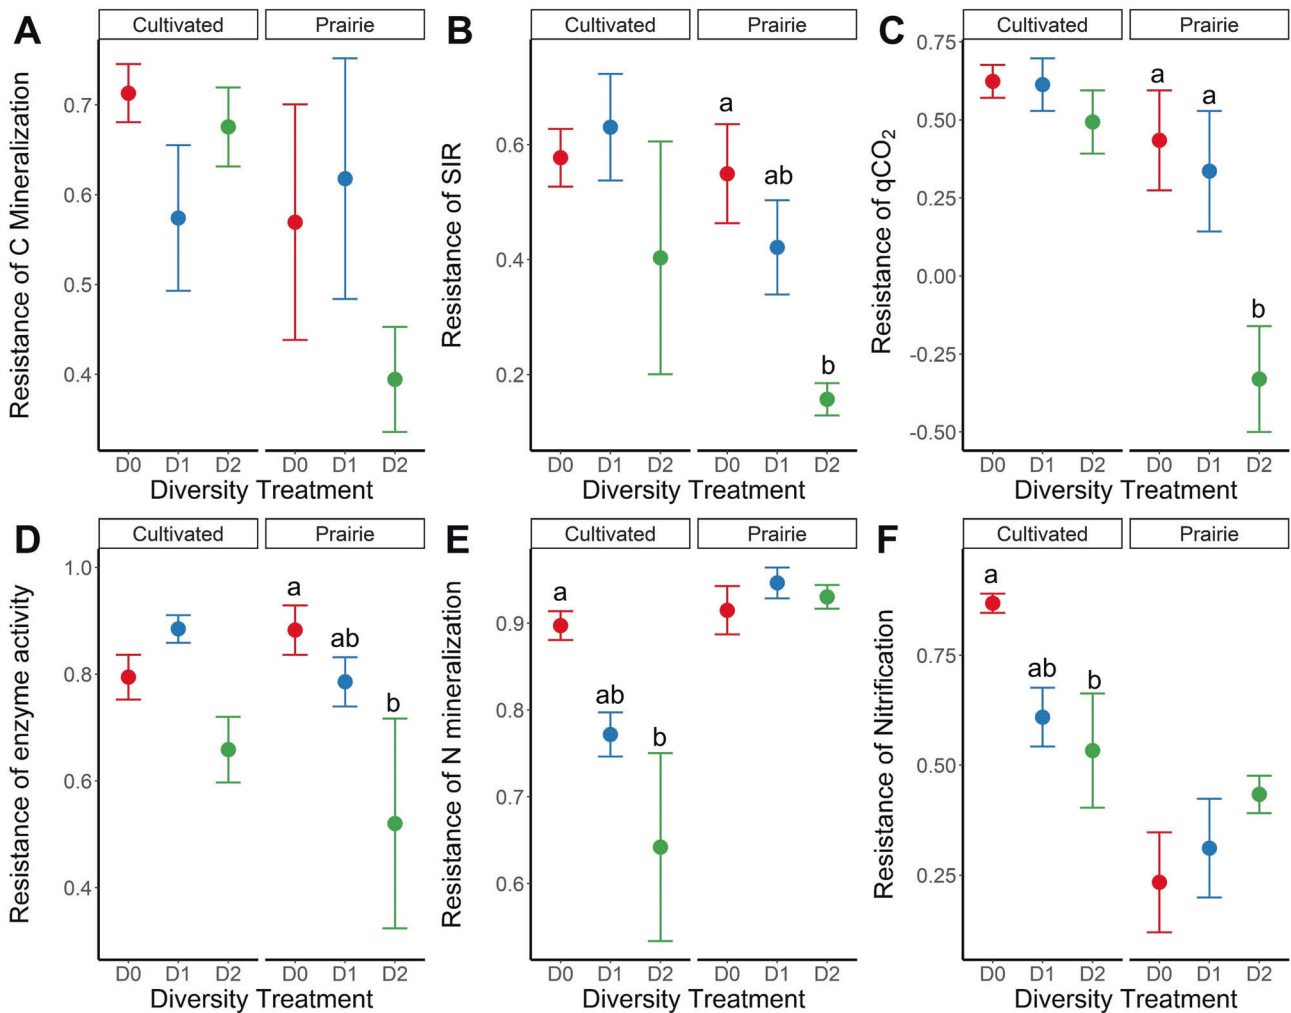 A
Cultivated
Prairie
Resistance of C Mineralization
0.7
0.6
0.5
0.4
D0
D1
D2
D0
D1
D2
Diversity Treatment
B
Cultivated
Prairie
Resistance of SIR
0.6
0.4
0.2
a
ab
b
D0
D1
D2
D0
D1
D2
Diversity Treatment
C
Cultivated
Prairie
Resistance of qCO₂
0.75
0.50
0.25
0.00
-0.25
-0.50
a
a
b
D0
D1
D2
D0
D1
D2
Diversity Treatment
D
Cultivated
Prairie
Resistance of enzyme activity
1.0
0.8
0.6
0.4
a
ab
b
D0
D1
D2
D0
D1
D2
Diversity Treatment
E
Cultivated
Prairie
Resistance of N mineralization
0.9
0.8
0.7
0.6
a
ab
b
D0
D1
D2
D0
D1
D2
Diversity Treatment
F
Cultivated
Prairie
Resistance of Nitrification
0.75
0.50
0.25
a
ab
b
D0
D1
D2
D0
D1
D2
Diversity Treatment